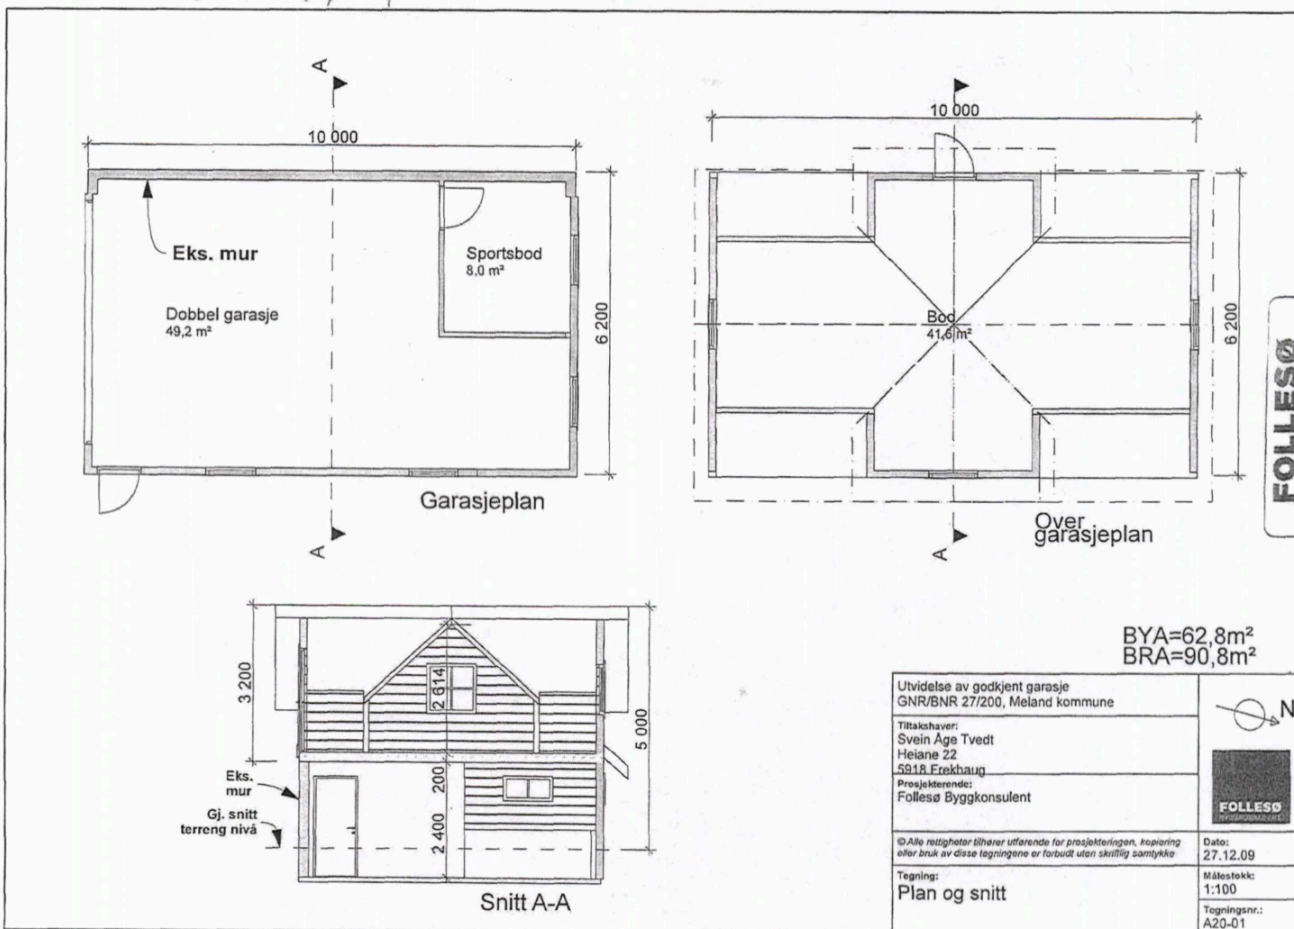 A
10 000
Eks. mur
Sportsbod
8,0 m²
Dobbel garasje
49,2 m²
6 200
Garasjeplan
A
10 000
Bod
41,6 m²
6 200
Over
garasjeplan
A
FOLLESØ
3 200
2 614
5 000
200
2 400
Eks.
mur
Gj. snitt
terreng nivå
Snitt A-A
BYA=62,8m²
BRA=90,8m²
Utvidelse av godkjent garasje
GNR/BNR 27/200, Meland kommune
N
Tiltakshaver:
Svein Åge Tvedt
Heiane 22
5918 Frekhaug
Prosjekterende:
Follesø Byggkonsulent
FOLLESØ
©Alle rettigheter tilhører utførende for prosjekteringen, kopiering
eller bruk av disse tegningene er forbudt uten skriftlig samtykke
Dato:
27.12.09
Tegning:
Plan og snitt
Målestokk:
1:100
Tegningsnr.:
A20-01